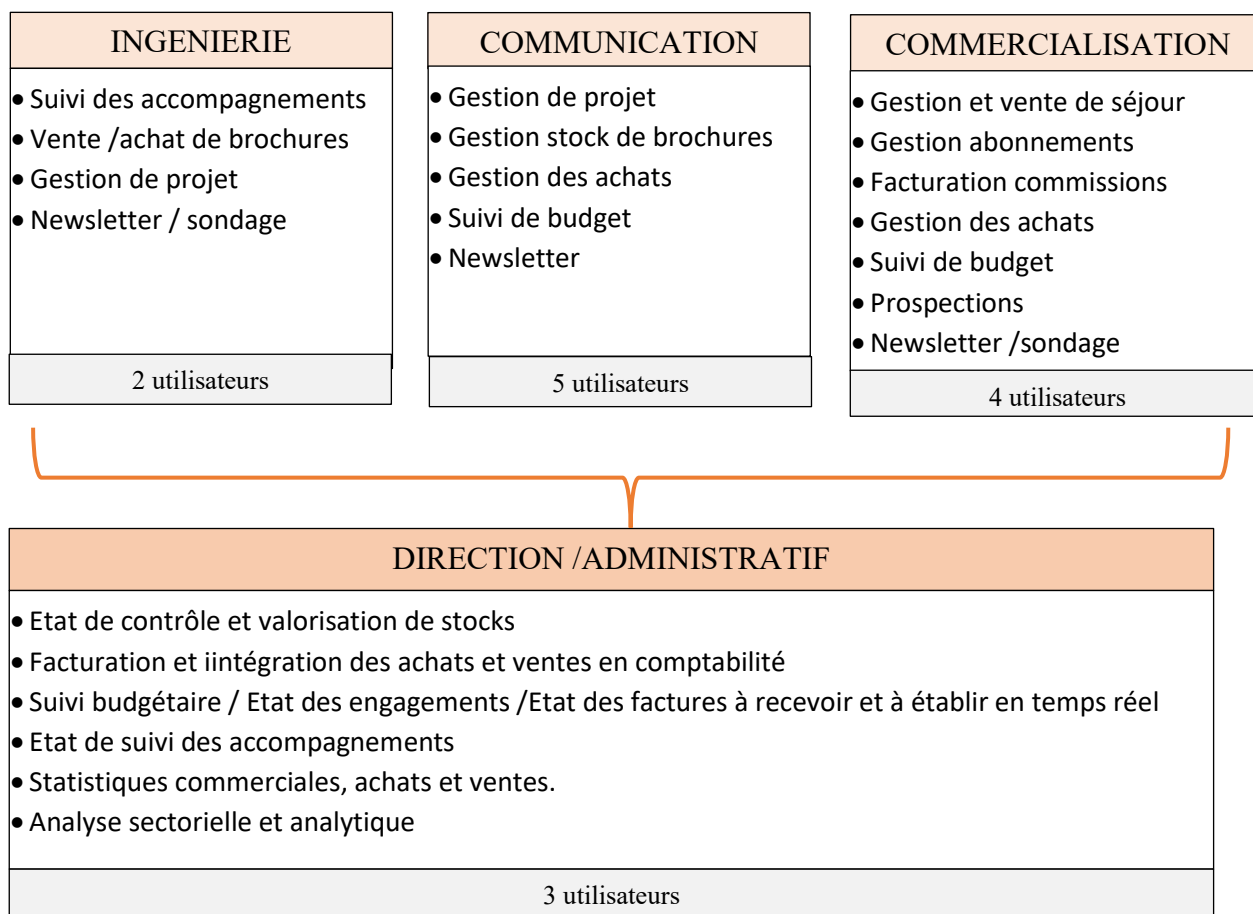 INGENIERIE
• Suivi des accompagnements
• Vente /achat de brochures
• Gestion de projet
• Newsletter / sondage
2 utilisateurs
COMMUNICATION
• Gestion de projet
• Gestion stock de brochures
• Gestion des achats
• Suivi de budget
• Newsletter
5 utilisateurs
COMMERCIALISATION
• Gestion et vente de séjour
• Gestion abonnements
• Facturation commissions
• Gestion des achats
• Suivi de budget
• Prospections
• Newsletter /sondage
4 utilisateurs
DIRECTION /ADMINISTRATIF
• Etat de contrôle et valorisation de stocks
• Facturation et iintégration des achats et ventes en comptabilité
• Suivi budgétaire / Etat des engagements /Etat des factures à recevoir et à établir en temps réel
• Etat de suivi des accompagnements
• Statistiques commerciales, achats et ventes.
• Analyse sectorielle et analytique
3 utilisateurs